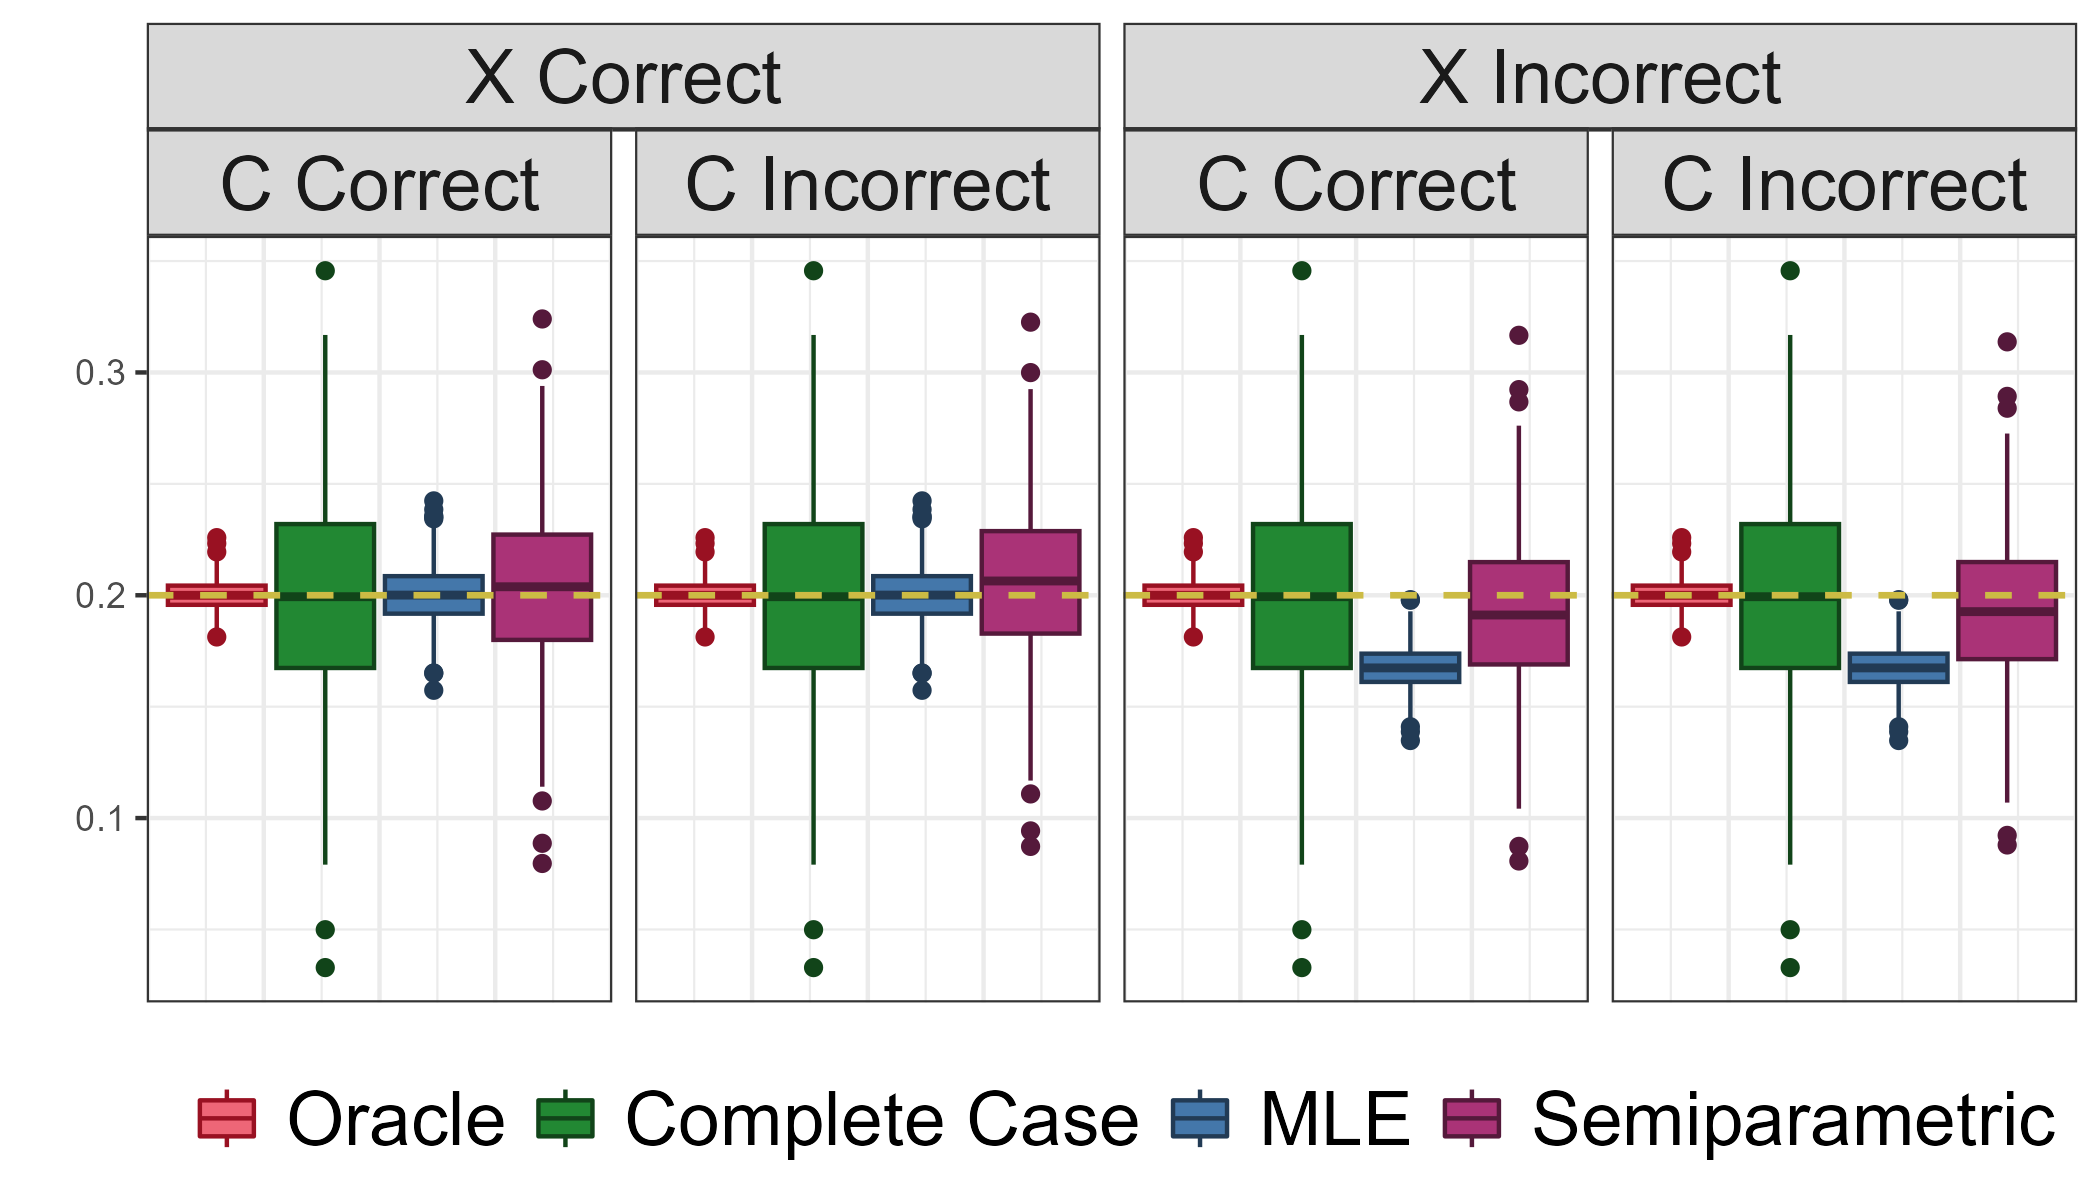 X Correct X Incorrect
C Correct C Incorrect C Correct C Incorrect
0.3
0.2
0.1
Oracle Complete Case MLE Semiparametric